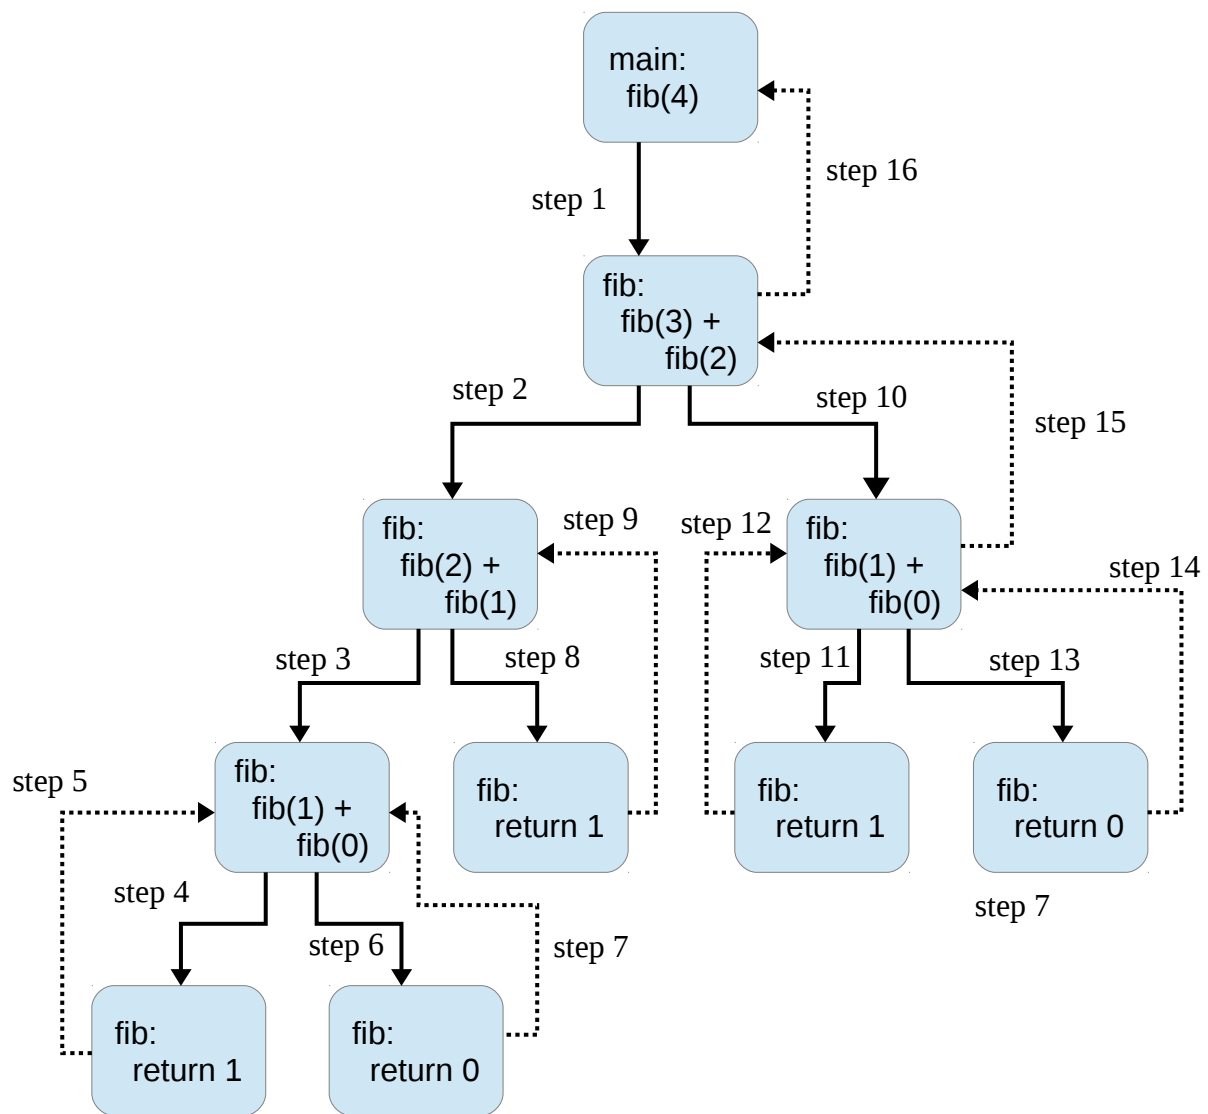 main:
fib(4)
step 16
step 1
fib:
fib(3) +
fib(2)
step 2
step 10
step 15
fib:
fib(2) +
fib(1)
step 9
step 12
fib:
fib(1) +
fib(0)
step 14
step 3
step 8
step 11
step 13
step 5
fib:
fib(1) +
fib(0)
fib:
return 1
fib:
return 1
fib:
return 0
step 4
step 6
step 7
step 7
fib:
return 1
fib:
return 0